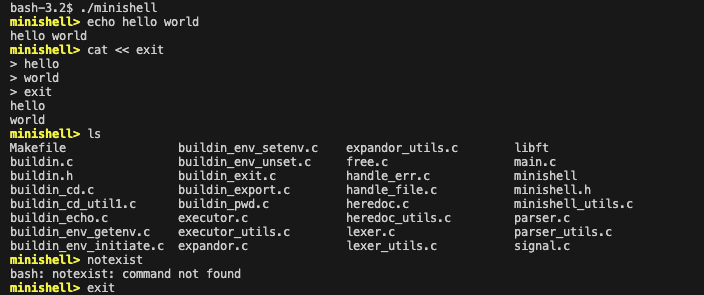 bash-3.2$ ./minishell
minishell> echo hello world
hello world
minishell> cat << exit
> hello
> world
> exit
hello
world
minishell> ls
Makefile buildin_env_setenv.c expandor_utils.c libft
buildin.c buildin_env_unset.c free.c main.c
buildin.h buildin_exit.c handle_err.c minishell
buildin_cd.c buildin_export.c handle_file.c minishell.h
buildin_cd_util1.c buildin_pwd.c heredoc.c minishell_utils.c
buildin_echo.c executor.c heredoc_utils.c parser.c
buildin_env_getenv.c executor_utils.c lexer.c parser_utils.c
buildin_env_initiate.c expandor.c lexer_utils.c signal.c
minishell> notexist
bash: notexist: command not found
minishell> exit